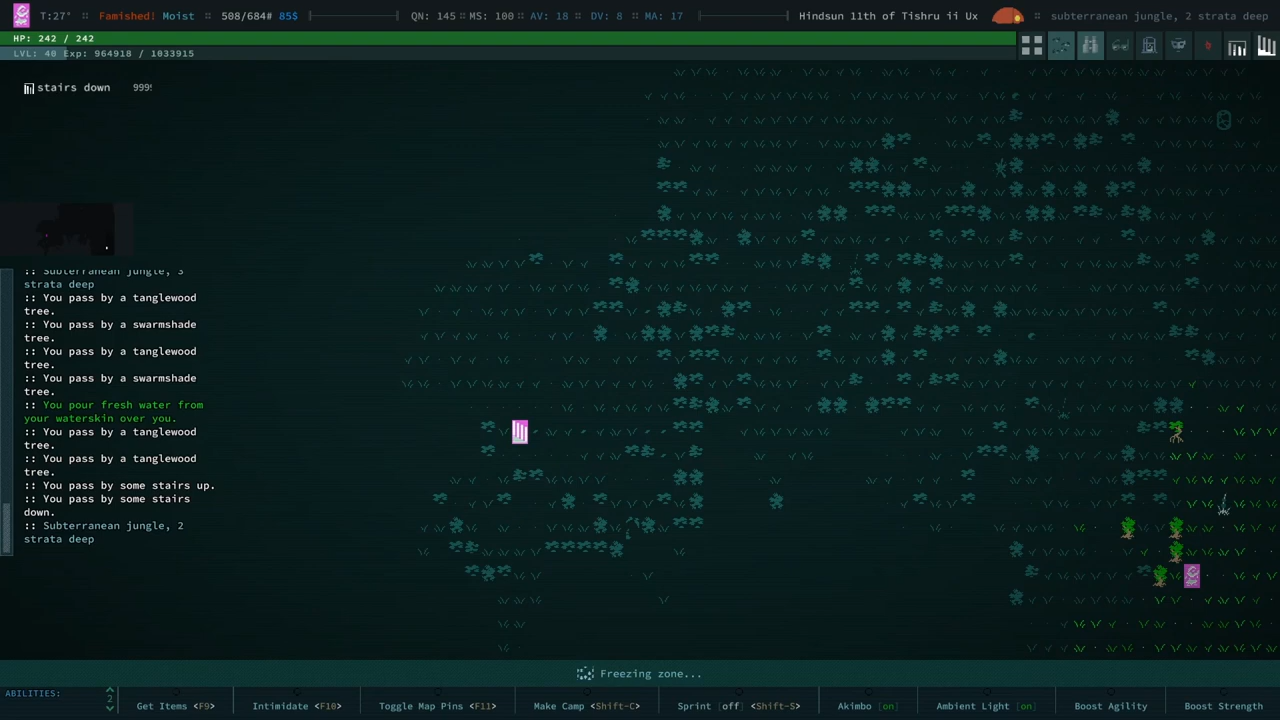 T:27° Famished! Moist 508/684# 85$ QN: 145 MS: 100 AV: 18 DV: 8 MA: 17 Hindsun 11th of Tishru ii Ux subterranean jungle, 2 strata deep
HP: 242 / 242
LVL: 40 Exp: 964918 / 1033915
stairs down 999
:: Subterranean jungle, 3
strata deep
:: You pass by a tanglewood
tree.
:: You pass by a swarmshade
tree.
:: You pass by a tanglewood
tree.
:: You pass by a swarmshade
tree.
:: You pour fresh water from
your waterskin over you.
:: You pass by a tanglewood
tree.
:: You pass by a tanglewood
tree.
:: You pass by some stairs up.
:: You pass by some stairs
down.
:: Subterranean jungle, 2
strata deep
Freezing zone...
ABILITIES: 2 Get Items <F9> Intimidate <F10> Toggle Map Pins <F11> Make Camp <Shift-C> Sprint [off] <Shift-S> Akimbo [on] Ambient Light [on] Boost Agility Boost Strength